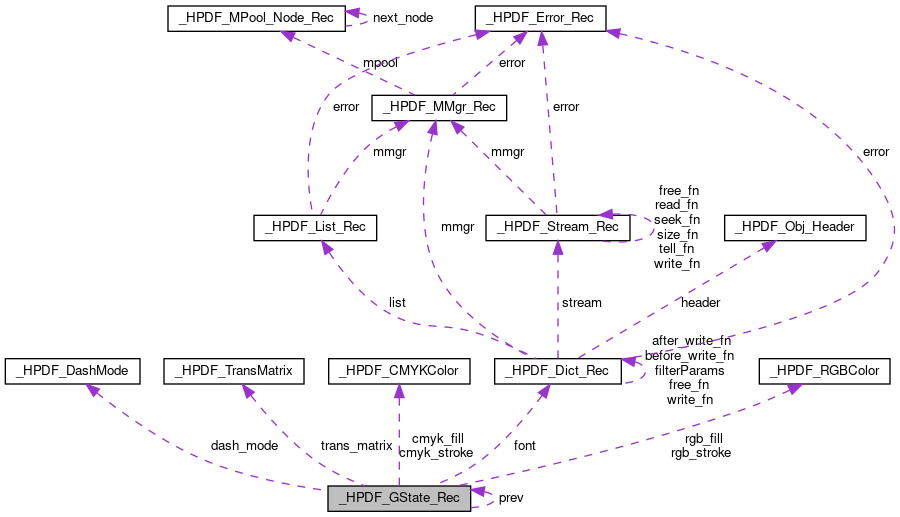 _HPDF_MPool_Node_Rec
next_node
_HPDF_Error_Rec
mpool
error
_HPDF_MMgr_Rec
error
mmgr
mmgr
error
error
_HPDF_List_Rec
mmgr
_HPDF_Stream_Rec
free_fn
read_fn
seek_fn
size_fn
tell_fn
write_fn
_HPDF_Obj_Header
list
stream
header
_HPDF_DashMode
_HPDF_TransMatrix
_HPDF_CMYKColor
_HPDF_Dict_Rec
after_write_fn
before_write_fn
filterParams
free_fn
write_fn
_HPDF_RGBColor
dash_mode
trans_matrix
cmyk_fill
cmyk_stroke
font
rgb_fill
rgb_stroke
_HPDF_GState_Rec
prev